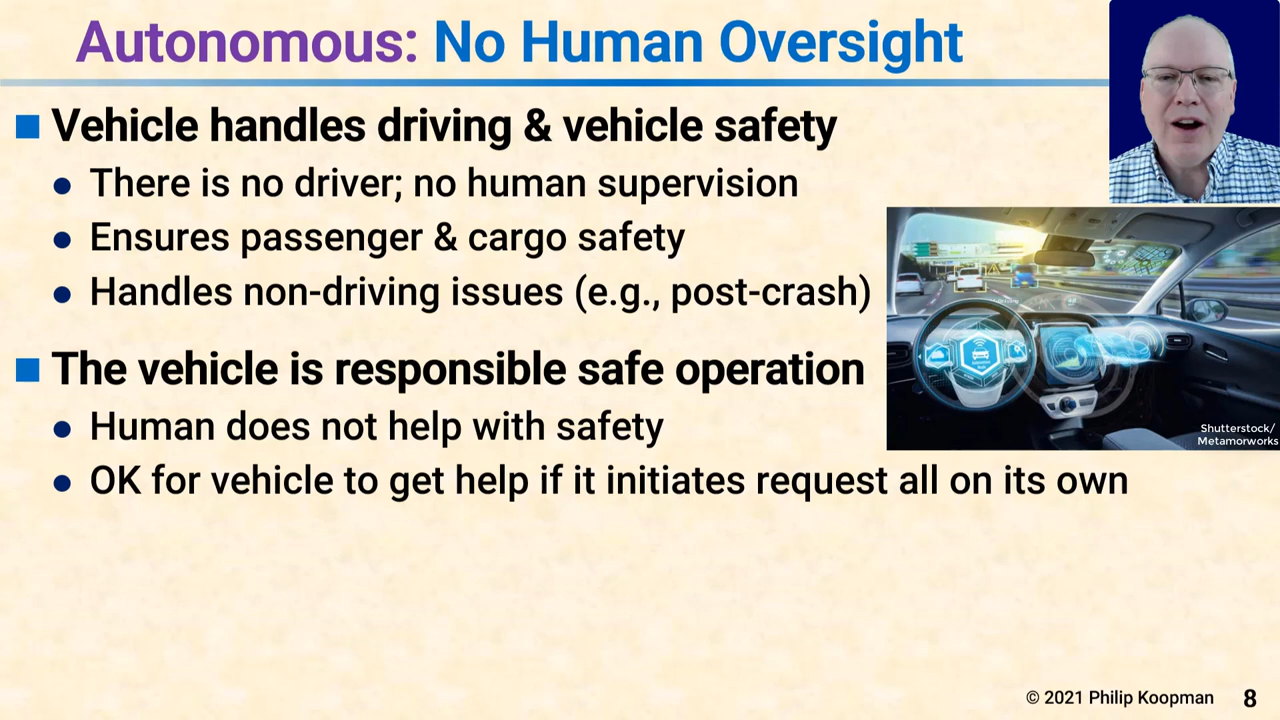 Autonomous: No Human Oversight
Vehicle handles driving & vehicle safety
There is no driver; no human supervision
Ensures passenger & cargo safety
Handles non-driving issues (e.g., post-crash)
The vehicle is responsible safe operation
Human does not help with safety
OK for vehicle to get help if it initiates request all on its own
Shutterstock/
Metamorworks
© 2021 Philip Koopman
8